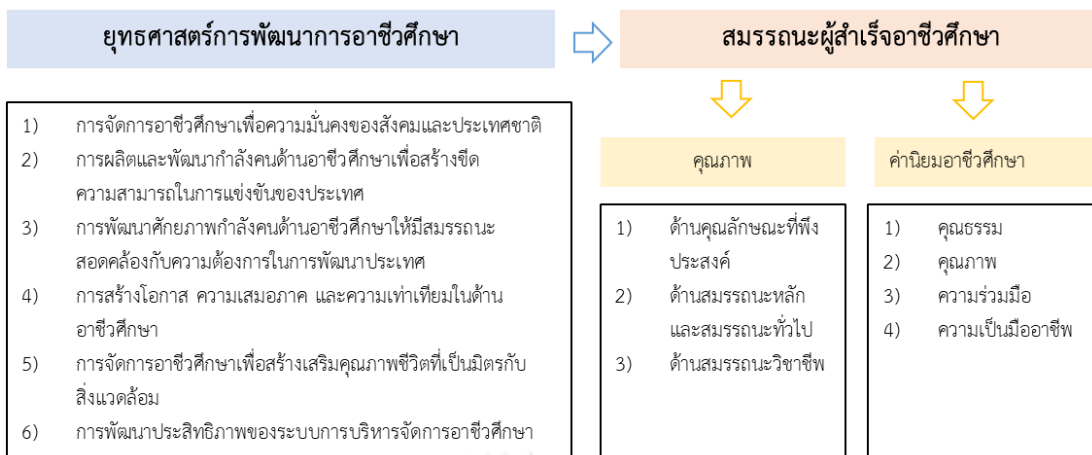 ยุทธศาสตร์การพัฒนาการอาชีวศึกษา
สมรรถนะผู้สำเร็จอาชีวศึกษา
1) การจัดการอาชีวศึกษาเพื่อความมั่นคงของสังคมและประเทศชาติ
2) การผลิตและพัฒนากำลังคนด้านอาชีวศึกษาเพื่อสร้างขีด
ความสามารถในการแข่งขันของประเทศ
3) การพัฒนาศักยภาพกำลังคนด้านอาชีวศึกษาให้มีสมรรถนะ
สอดคล้องกับความต้องการในการพัฒนาประเทศ
4) การสร้างโอกาส ความเสมอภาค และความเท่าเทียมในด้าน
อาชีวศึกษา
5) การจัดการอาชีวศึกษาเพื่อสร้างเสริมคุณภาพชีวิตที่เป็นมิตรกับ
สิ่งแวดล้อม
6) การพัฒนาประสิทธิภาพของระบบการบริหารจัดการอาชีวศึกษา
คุณภาพ
1) ด้านคุณลักษณะที่พึง
ประสงค์
2) ด้านสมรรถนะหลัก
และสมรรถนะทั่วไป
3) ด้านสมรรถนะวิชาชีพ
ค่านิยมอาชีวศึกษา
1) คุณธรรม
2) คุณภาพ
3) ความร่วมมือ
4) ความเป็นมืออาชีพ